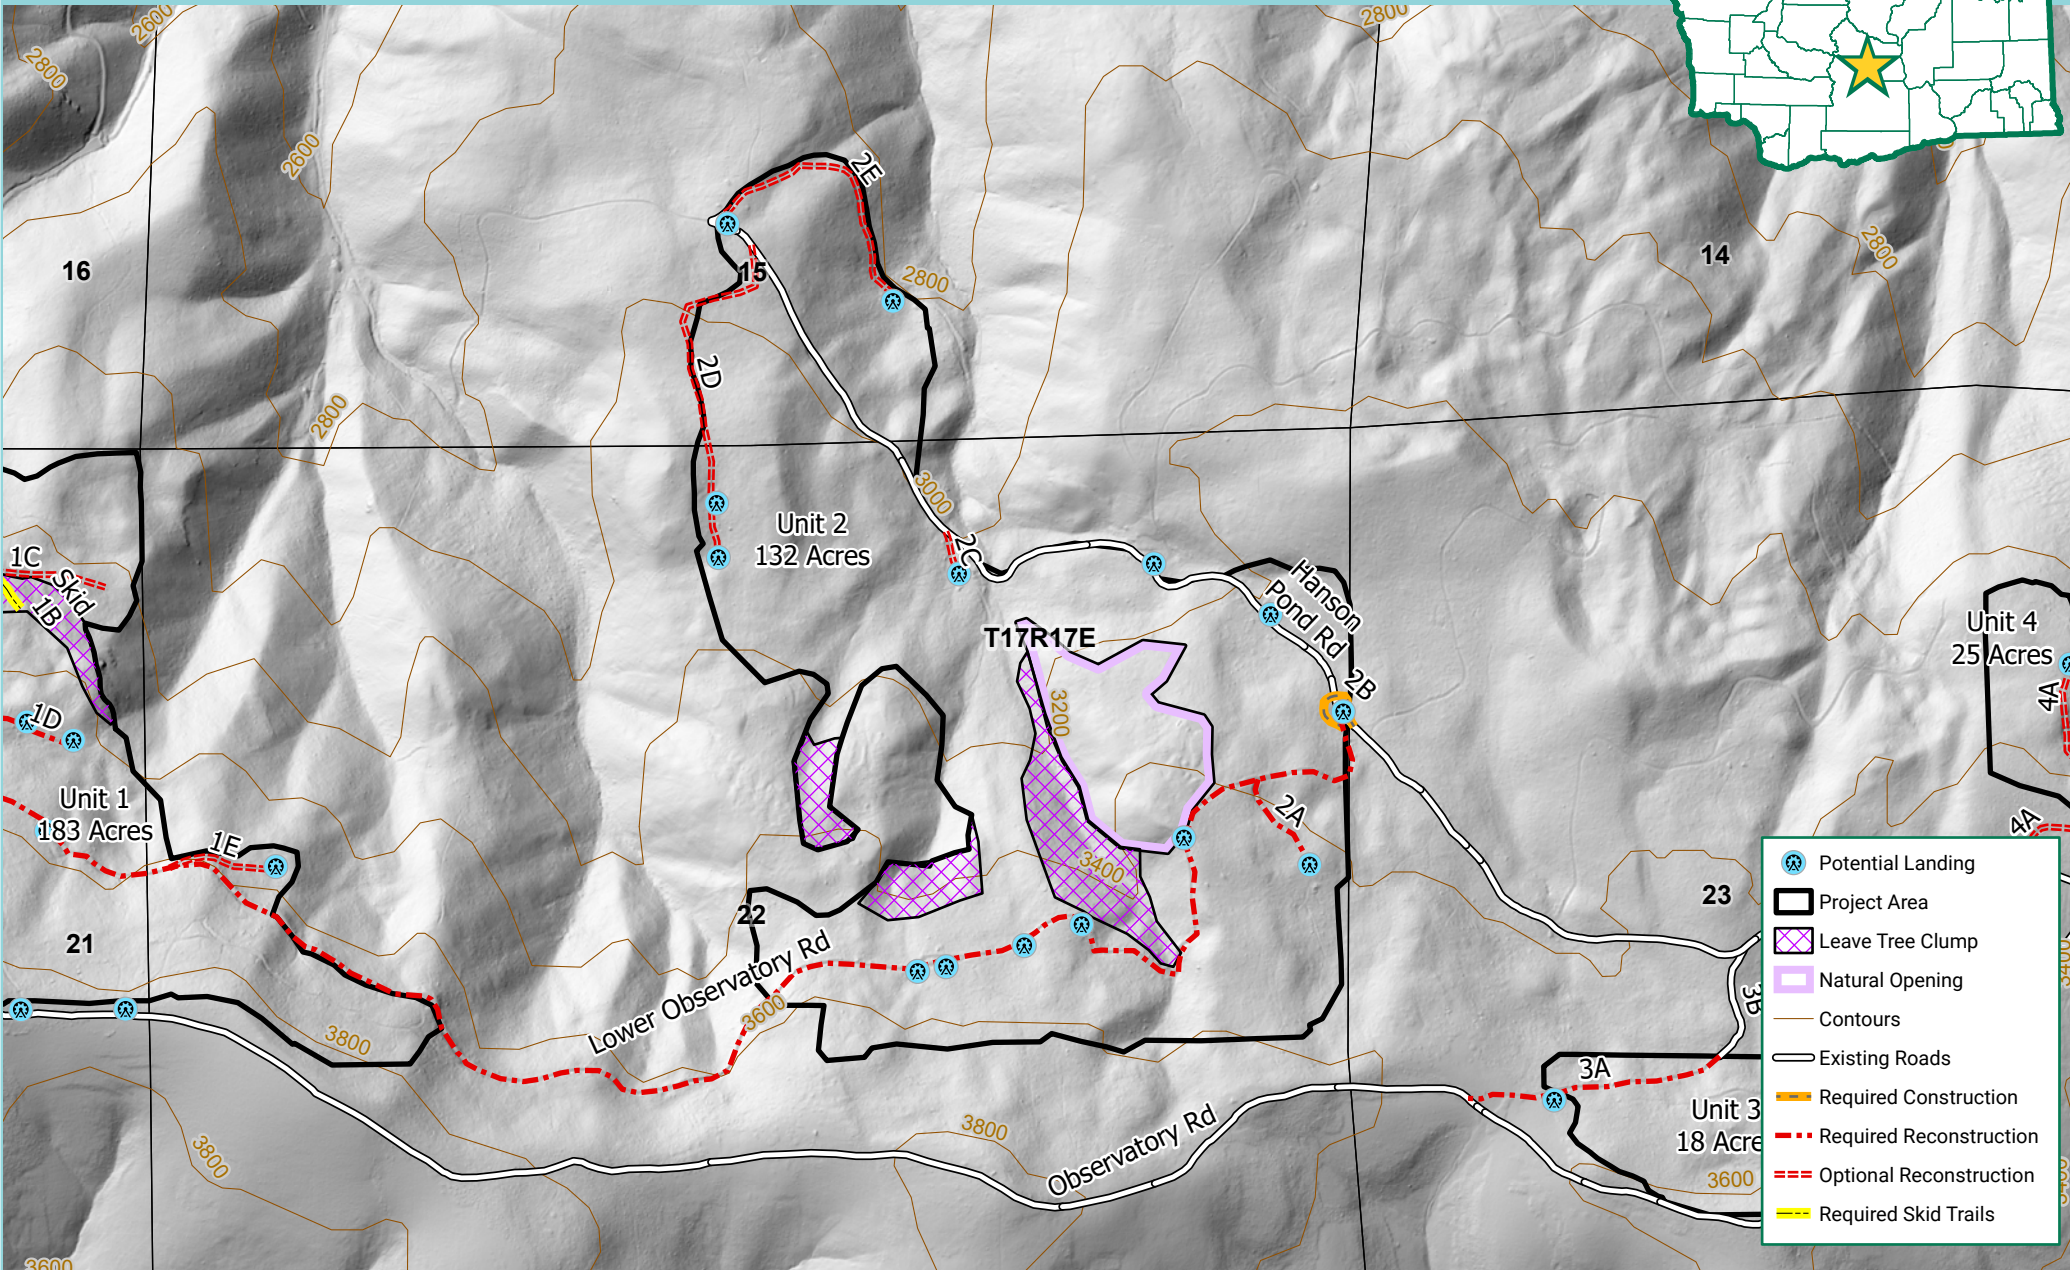 2600
2800
2800
2600
2E
16
15
14
2800
2800
2D
2800
3000
Unit 2
132 Acres
2C
1C
Skid
1B
Hanson
Pond Rd
T17R17E
Unit 4
25 Acres
4A
2B
3200
1D
Unit 1
183 Acres
2A
1E
4A
3400
22
23
21
Lower Observatory Rd
3600
3800
3B
3A
Unit 3
18 Acre
3600
3800
3800
Observatory Rd
3600
3400
Potential Landing
Project Area
Leave Tree Clump
Natural Opening
Contours
Existing Roads
Required Construction
Required Reconstruction
Optional Reconstruction
Required Skid Trails